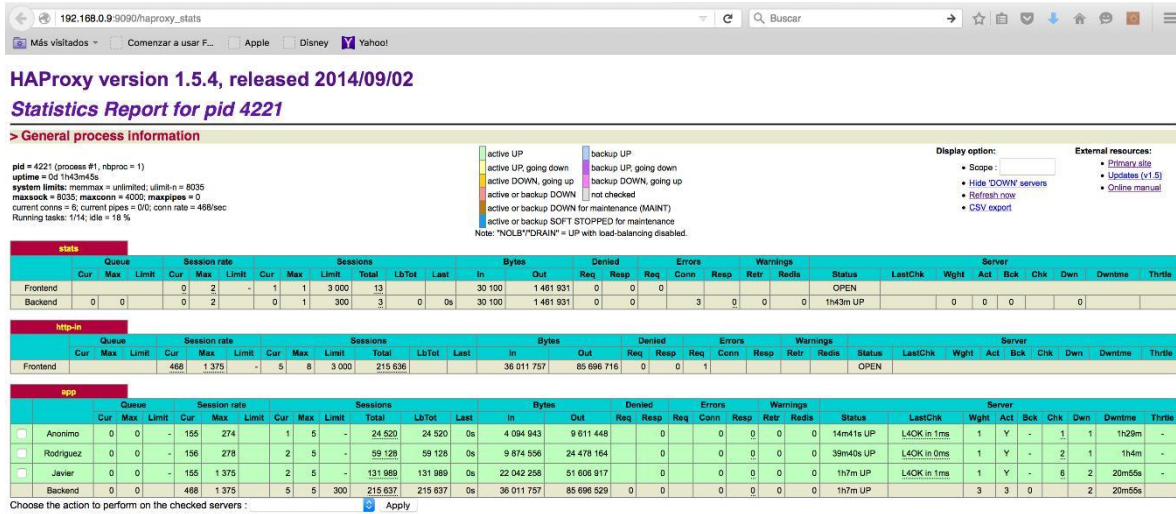 192.168.0.9:9090/haproxy_stats Buscar
Más visitados Comenzar a usar F... Apple Disney Yahoo!
HAProxy version 1.5.4, released 2014/09/02
Statistics Report for pid 4221
> General process information
pid = 4221 (process #1, nbproc = 1)
uptime = 0d 1h43m45s
system limits: memmax = unlimited; ulimit-n = 8035
maxsock = 8035; maxconn = 4000; maxpipes = 0
current conns = 6; current pipes = 0/0; conn rate = 468/sec
Running tasks: 1/14; idle = 18 %
active UP backup UP
active UP, going down backup UP, going down
active DOWN, going up backup DOWN, going up
active or backup DOWN not checked
active or backup DOWN for maintenance (MAINT)
active or backup SOFT STOPPED for maintenance
Note: "NOLB"/"DRAIN" = UP with load-balancing disabled.
Display option:
Scope :
Hide 'DOWN' servers
Refresh now
CSV export
External resources:
Primary site
Updates (v1.5)
Online manual
stats
Queue Session rate Sessions Bytes Denied Errors Warnings Server
Cur Max Limit Cur Max Limit Cur Max Limit Total LbTot Last In Out Req Resp Req Conn Resp Retr Redis Status LastChk Wght Act Bck Chk Dwn Dwntme Thrtle
Frontend 0 2 - 1 1 3 000 13 30 100 1 461 931 0 0 0 OPEN
Backend 0 0 0 2 0 1 300 3 0 0s 30 100 1 461 931 0 0 3 0 0 0 1h43m UP 0 0 0 0
http-in
Queue Session rate Sessions Bytes Denied Errors Warnings Server
Cur Max Limit Cur Max Limit Cur Max Limit Total LbTot Last In Out Req Resp Req Conn Resp Retr Redis Status LastChk Wght Act Bck Chk Dwn Dwntme Thrtle
Frontend 468 1 375 - 5 8 3 000 215 636 36 011 757 85 696 716 0 0 1 OPEN
app
Queue Session rate Sessions Bytes Denied Errors Warnings Server
Cur Max Limit Cur Max Limit Cur Max Limit Total LbTot Last In Out Req Resp Req Conn Resp Retr Redis Status LastChk Wght Act Bck Chk Dwn Dwntme Thrtle
Anonimo 0 0 - 155 274 1 5 - 24 520 24 520 0s 4 094 943 9 611 448 0 0 0 0 0 14m41s UP L4OK in 1ms 1 Y - 1 1 1h29m -
Rodriguez 0 0 - 156 278 2 5 - 59 128 59 128 0s 9 874 556 24 478 164 0 0 0 0 0 39m40s UP L4OK in 0ms 1 Y - 2 1 1h4m -
Javier 0 0 - 155 1 375 2 5 - 131 989 131 989 0s 22 042 258 51 606 917 0 0 0 0 0 1h7m UP L4OK in 1ms 1 Y - 6 2 20m55s -
Backend 0 0 468 1 375 5 5 300 215 637 215 637 0s 36 011 757 85 696 529 0 0 0 0 0 0 1h7m UP 3 3 0 2 20m55s
Choose the action to perform on the checked servers : Apply